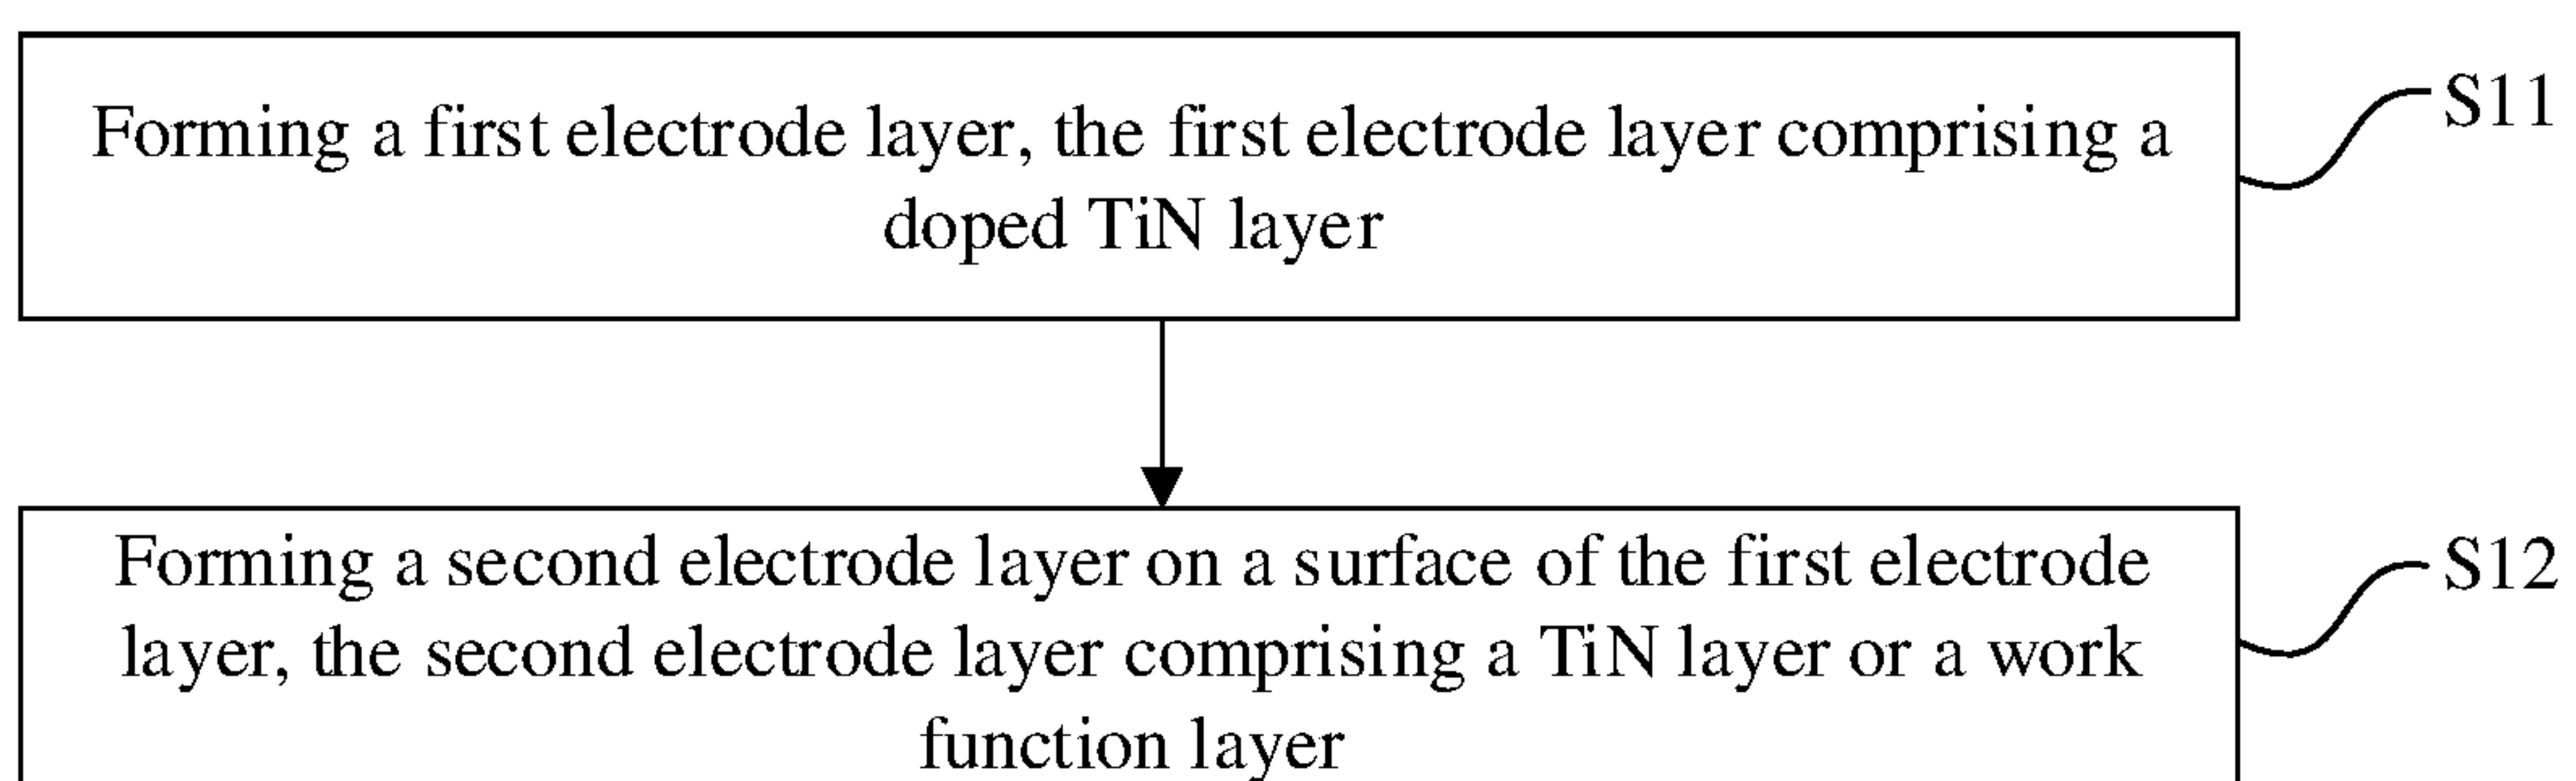 Forming a first electrode layer, the first electrode layer comprising a
doped TiN layer
S11
Forming a second electrode layer on a surface of the first electrode
layer, the second electrode layer comprising a TiN layer or a work
function layer
S12